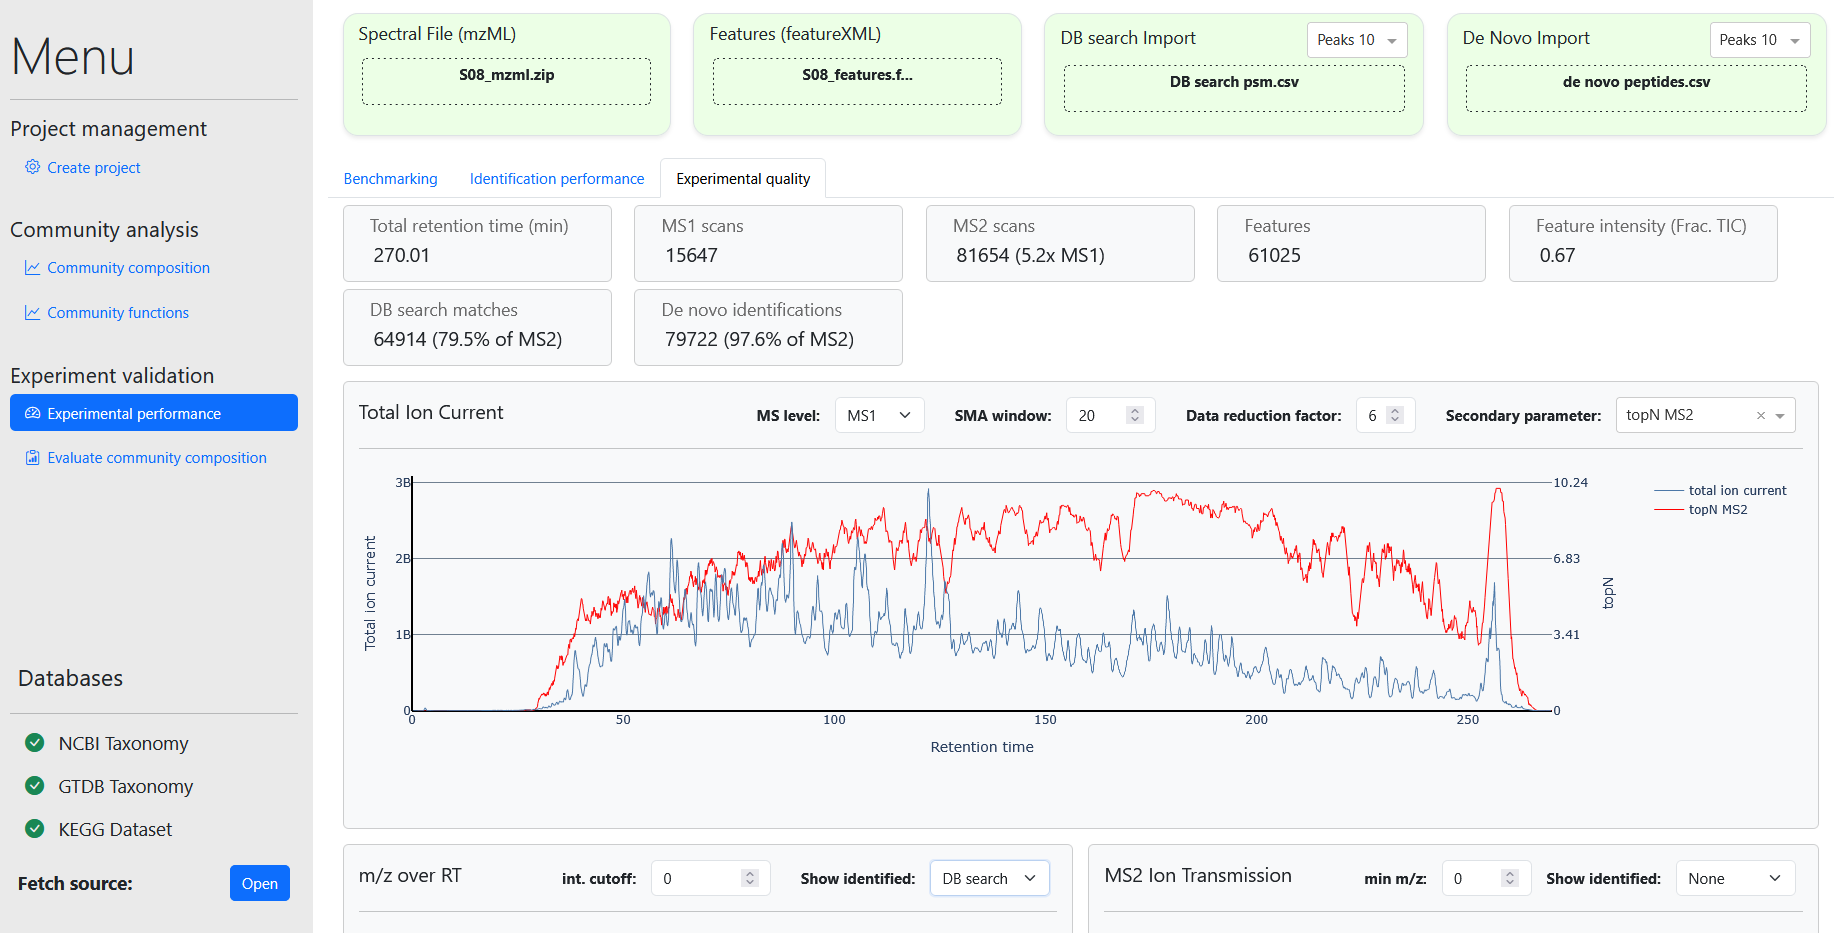 Menu
Project management
Create project
Community analysis
Community composition
Community functions
Experiment validation
Experimental performance
Evaluate community composition
Databases
NCBI Taxonomy
GTDB Taxonomy
KEGG Dataset
Fetch source: Open
Spectral File (mzML)
S08_mzml.zip
Features (featureXML)
S08_features.f...
DB search Import Peaks 10
DB search psm.csv
De Novo Import Peaks 10
de novo peptides.csv
Benchmarking Identification performance Experimental quality
Total retention time (min)
270.01
MS1 scans
15647
MS2 scans
81654 (5.2x MS1)
Features
61025
Feature intensity (Frac. TIC)
0.67
DB search matches
64914 (79.5% of MS2)
De novo identifications
79722 (97.6% of MS2)
Total Ion Current MS level: MS1 SMA window: 20 Data reduction factor: 6 Secondary parameter: topN MS2 ×
3B 10.24
2B 6.83
1B 3.41
0 0
0 50 100 150 200 250
Total ion current
topN
Retention time
total ion current
topN MS2
m/z over RT int. cutoff: 0 Show identified: DB search
MS2 Ion Transmission min m/z: 0 Show identified: None